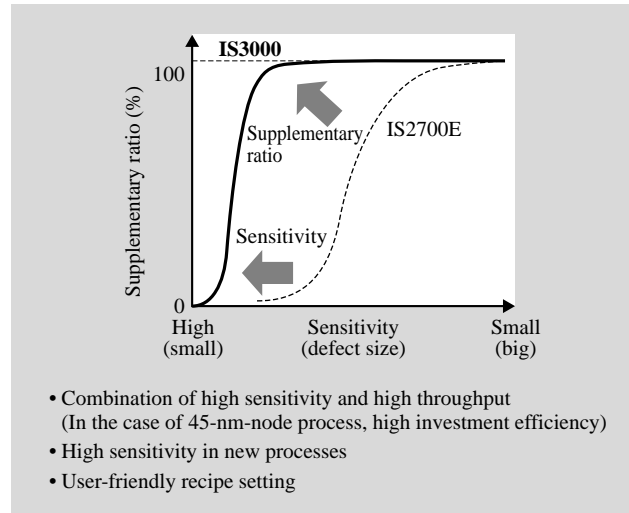 IS3000
100
Supplementary ratio (%)
Supplementary
ratio
IS2700E
Sensitivity
0
High
(small)
Sensitivity
(defect size)
Small
(big)
• Combination of high sensitivity and high throughput
(In the case of 45-nm-node process, high investment efficiency)
• High sensitivity in new processes
• User-friendly recipe setting